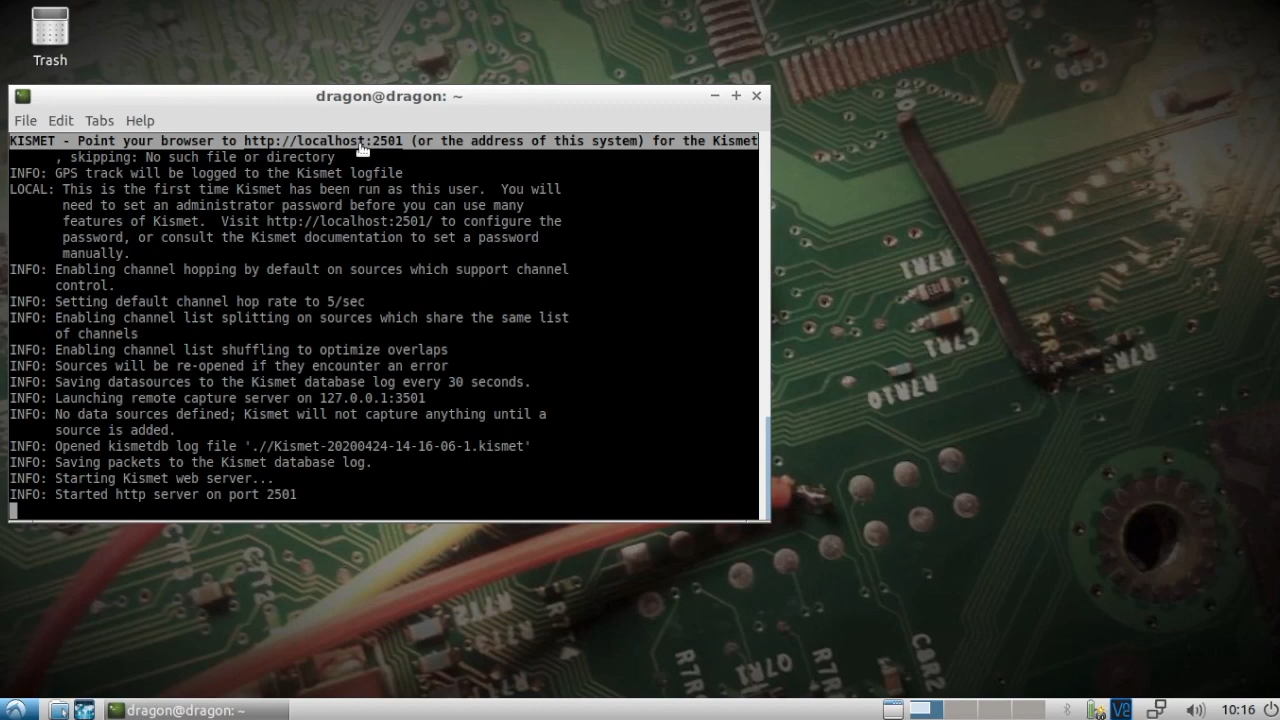 Trash
dragon@dragon: ~
File Edit Tabs Help
KISMET - Point your browser to http://localhost:2501 (or the address of this system) for the Kismet
, skipping: No such file or directory
INFO: GPS track will be logged to the Kismet logfile
LOCAL: This is the first time Kismet has been run as this user. You will
need to set an administrator password before you can use many
features of Kismet. Visit http://localhost:2501/ to configure the
password, or consult the Kismet documentation to set a password
manually.
INFO: Enabling channel hopping by default on sources which support channel
control.
INFO: Setting default channel hop rate to 5/sec
INFO: Enabling channel list splitting on sources which share the same list
of channels
INFO: Enabling channel list shuffling to optimize overlaps
INFO: Sources will be re-opened if they encounter an error
INFO: Saving datasources to the Kismet database log every 30 seconds.
INFO: Launching remote capture server on 127.0.0.1:3501
INFO: No data sources defined; Kismet will not capture anything until a
source is added.
INFO: Opened kismetdb log file './/Kismet-20200424-14-16-06-1.kismet'
INFO: Saving packets to the Kismet database log.
INFO: Starting Kismet web server...
INFO: Started http server on port 2501
R7R1
C7R1
R7R10
dragon@dragon: ~
10:16